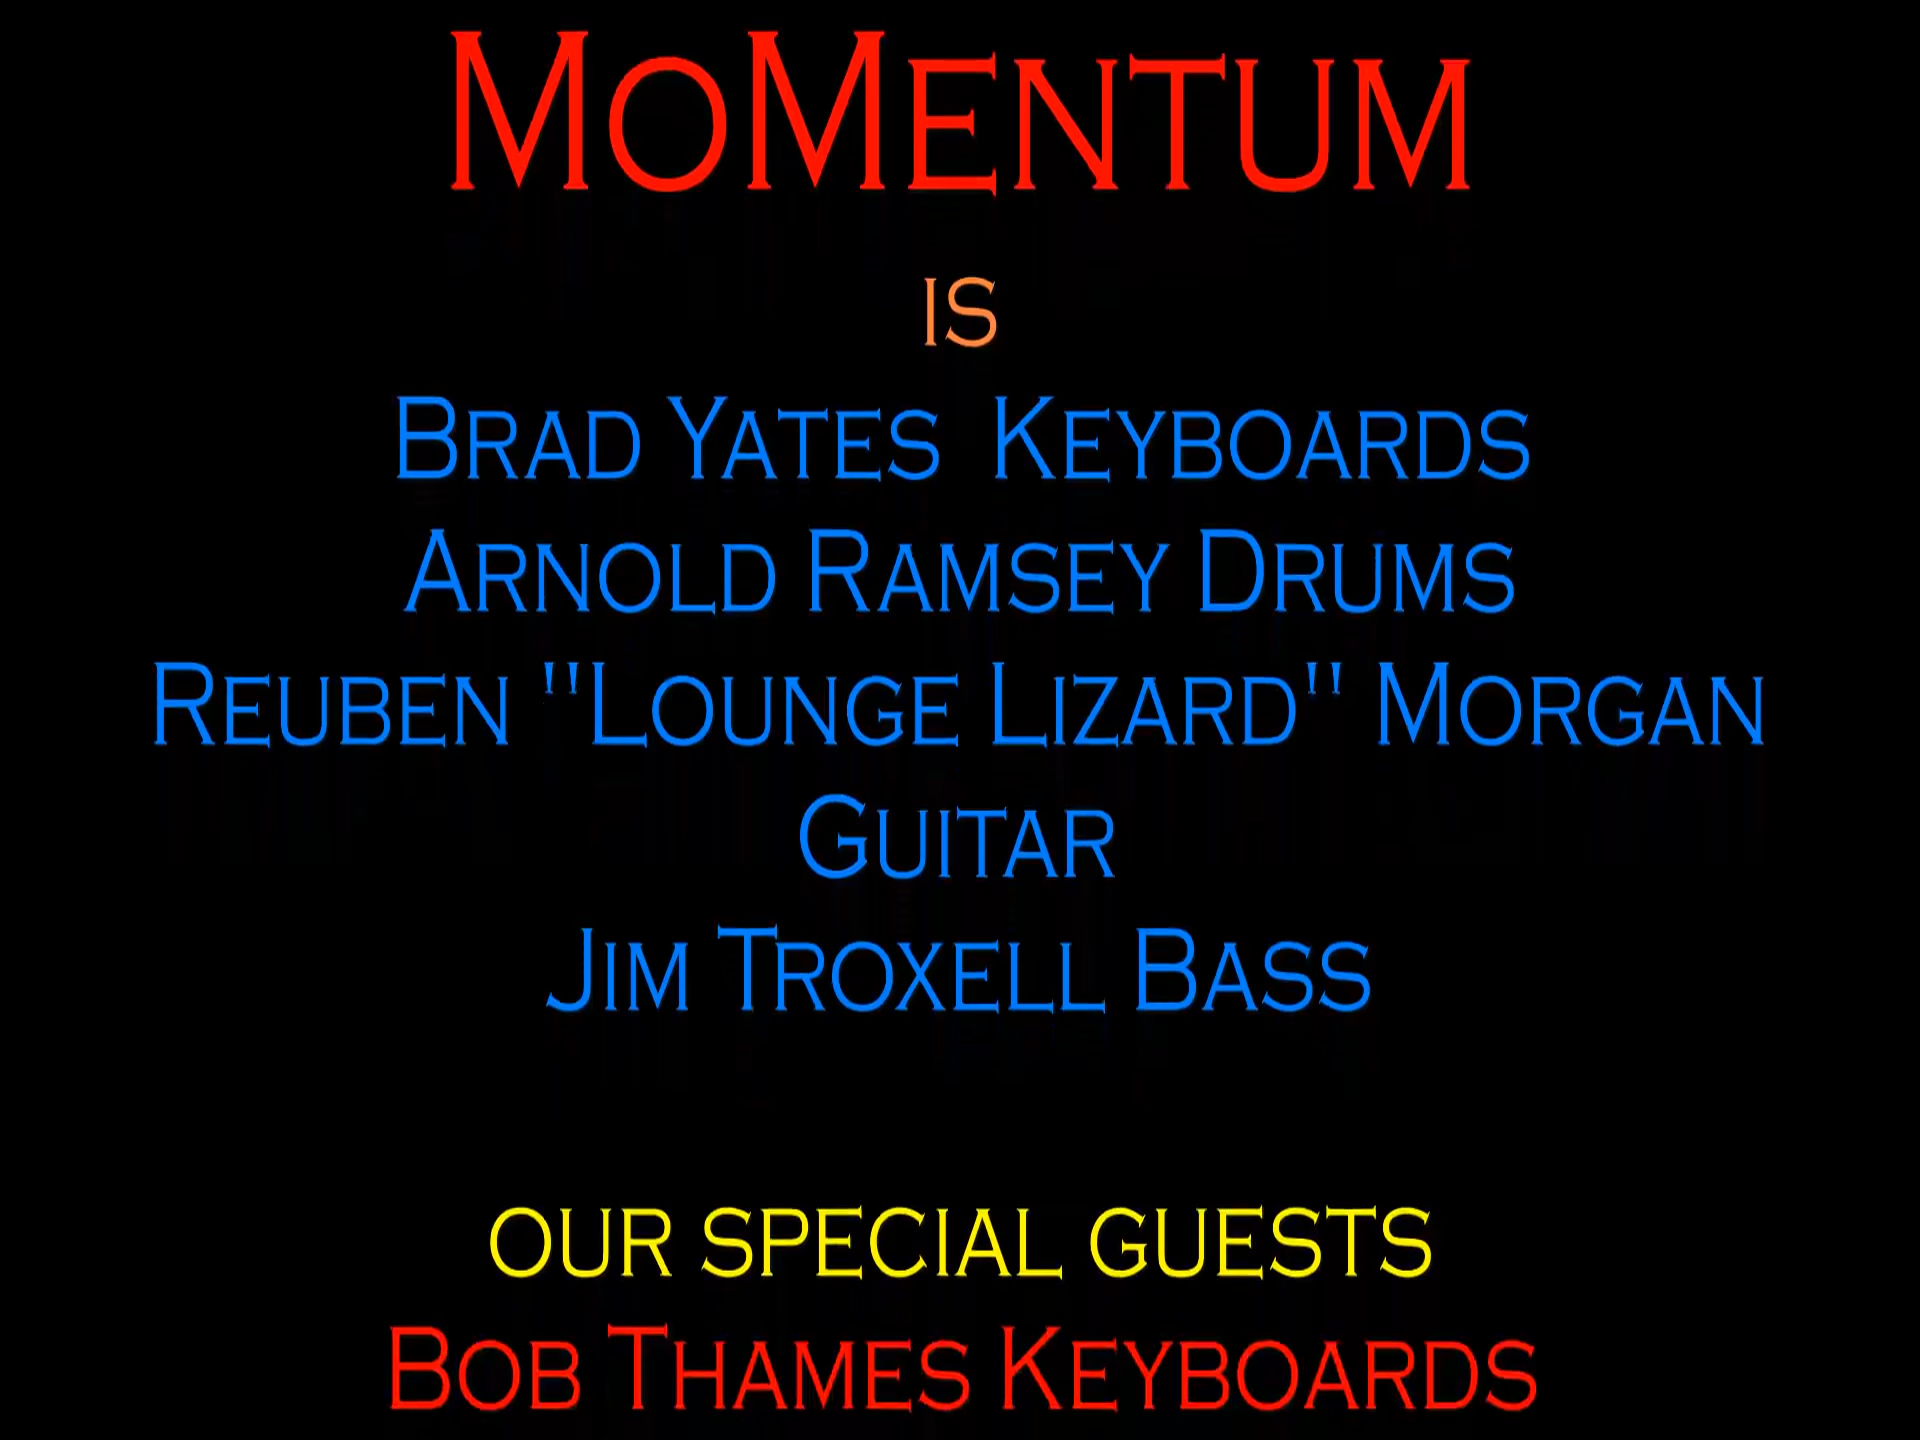 MoMentum
is
Brad Yates  Keyboards
Arnold Ramsey Drums
Reuben "Lounge Lizard" Morgan
Guitar
Jim Troxell Bass
our special guests
Bob Thames Keyboards